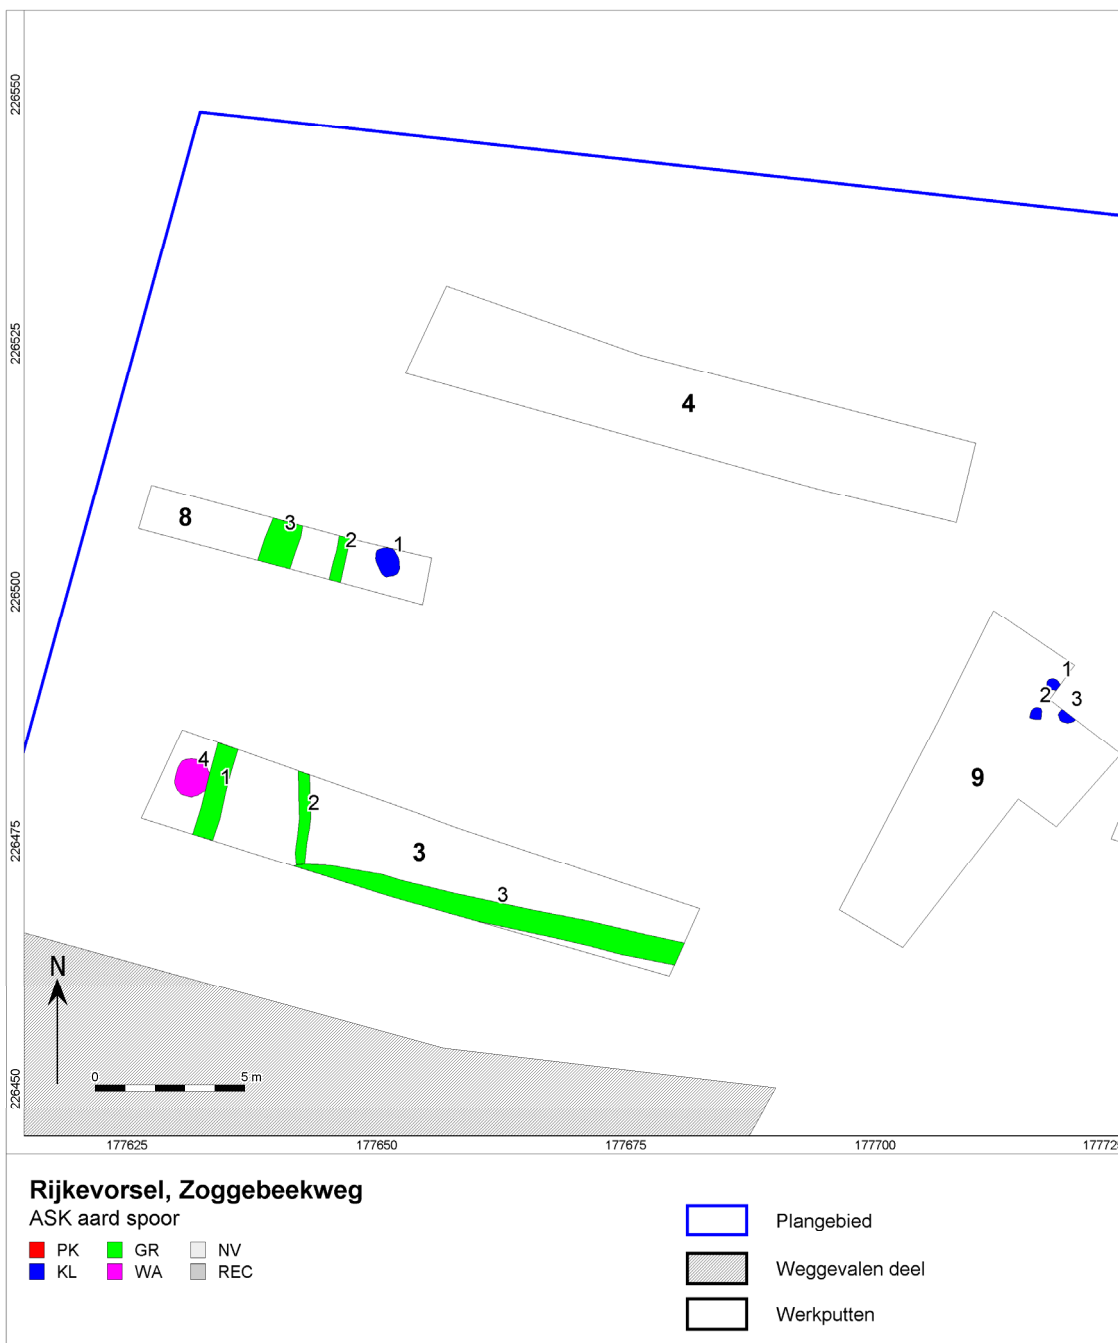 226550
226525
4
8
3
2
1
226500
1
2
3
9
4
1
2
3
3
226475
N
0 5 m
226450
177625 177650 177675 177700 177725
Rijkevorsel, Zoggebeekweg
ASK aard spoor
PK GR NV
KL WA REC
Plangebied
Weggevalen deel
Werkputten